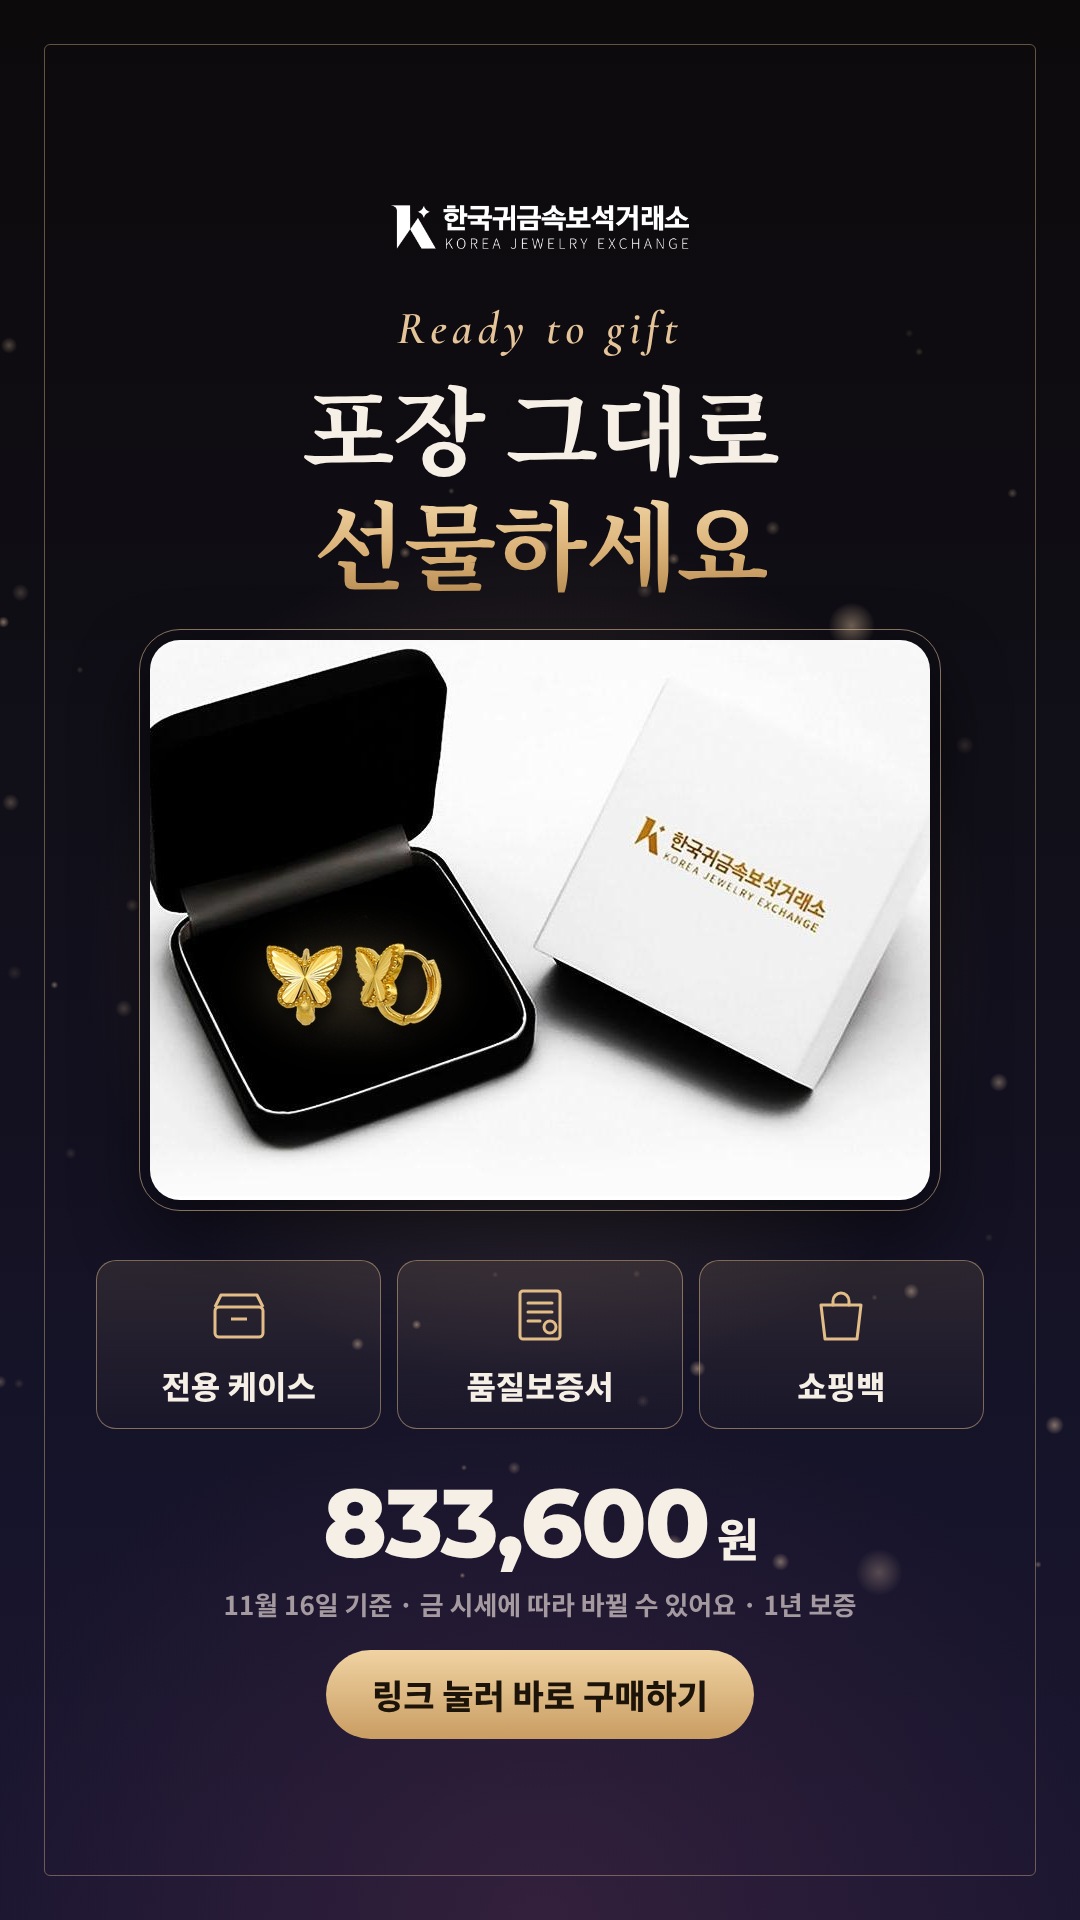 한국귀금속보석거래소
KOREA JEWELRY EXCHANGE
Ready to gift
포장 그대로
선물하세요
한국귀금속보석거래소
KOREA JEWELRY EXCHANGE
전용 케이스
품질보증서
쇼핑백
833,600원
11월 16일 기준 · 금 시세에 따라 바뀔 수 있어요 · 1년 보증
링크 눌러 바로 구매하기